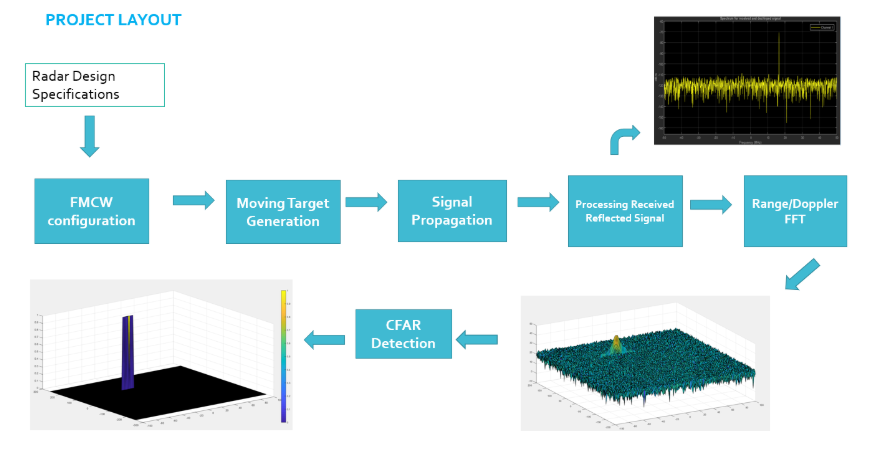 PROJECT LAYOUT
Radar Design
Specifications
FMCW
configuration
Moving Target
Generation
Signal
Propagation
Processing Received
Reflected Signal
Range/Doppler
FFT
CFAR
Detection